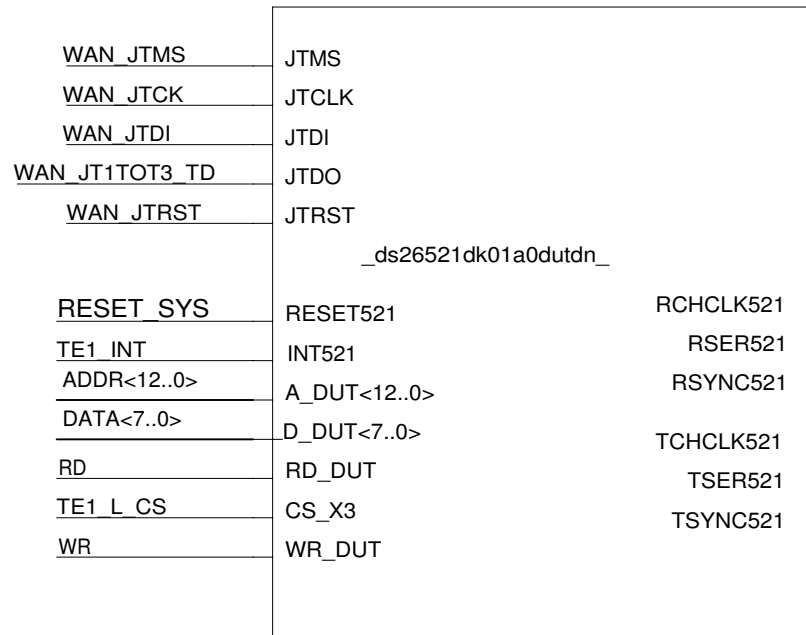 WAN_JTMS JTMS
WAN_JTCK JTCLK
WAN_JTDI JTDI
WAN_JT1TOT3_TD JTDO
WAN_JTRST JTRST
_ds26521dk01a0dutdn_
RESET_SYS RESET521 RCHCLK521
TE1_INT INT521 RSER521
ADDR<12..0> A_DUT<12..0> RSYNC521
DATA<7..0> D_DUT<7..0> TCHCLK521
RD RD_DUT TSER521
TE1_L_CS CS_X3 TSYNC521
WR WR_DUT